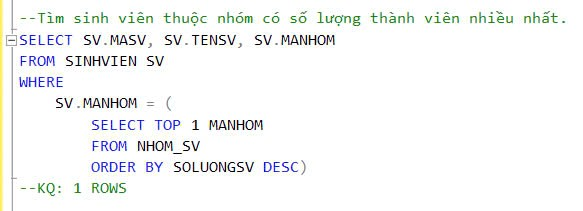 --Tìm sinh viên thuộc nhóm có số lượng thành viên nhiều nhất.
SELECT SV.MASV, SV.TENSV, SV.MANHOM
FROM SINHVIEN SV
WHERE
SV.MANHOM = (
SELECT TOP 1 MANHOM
FROM NHOM_SV
ORDER BY SOLUONGSV DESC)
--KQ: 1 ROWS